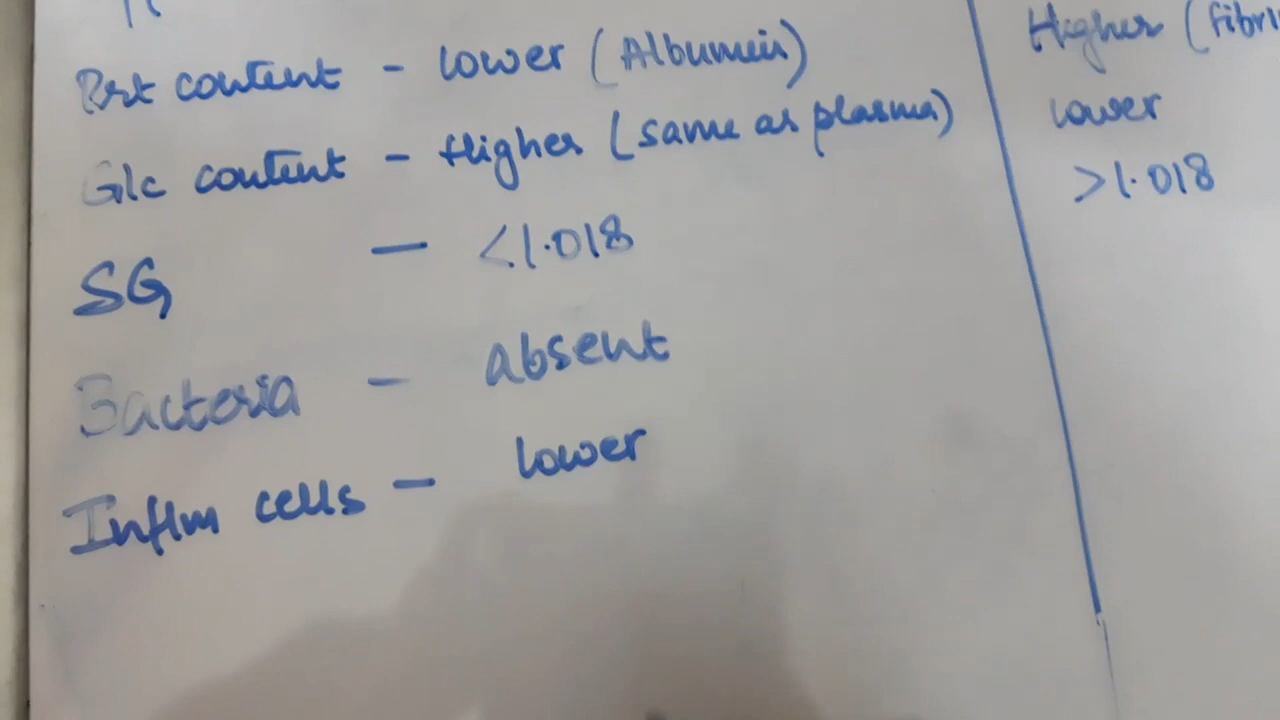 Prt content - lower (Albumin)
Glc content - Higher (same as plasma)
SG - <1.018
Bacteria - absent
Inflm cells - lower
Higher (fibri
lower
>1.018